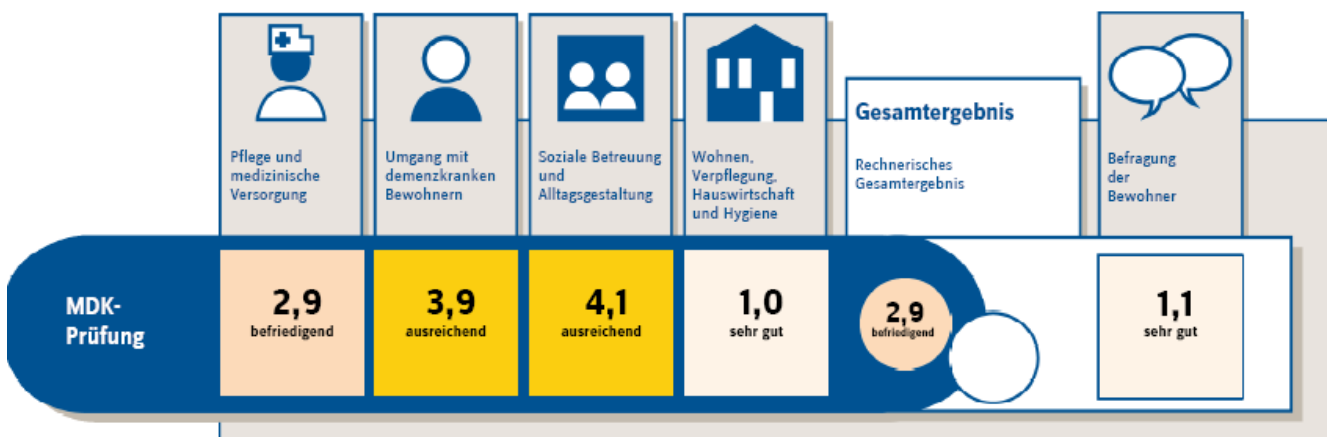 Pflege und
medizinische
Versorgung
Umgang mit
demenzkranken
Bewohnern
Soziale Betreuung
und
Alltagsgestaltung
Wohnen,
Verpflegung,
Hauswirtschaft
und Hygiene
Gesamtergebnis
Rechnerisches
Gesamtergebnis
Befragung
der
Bewohner
MDK-
Prüfung
2,9
befriedigend
3,9
ausreichend
4,1
ausreichend
1,0
sehr gut
2,9
befriedigend
1,1
sehr gut